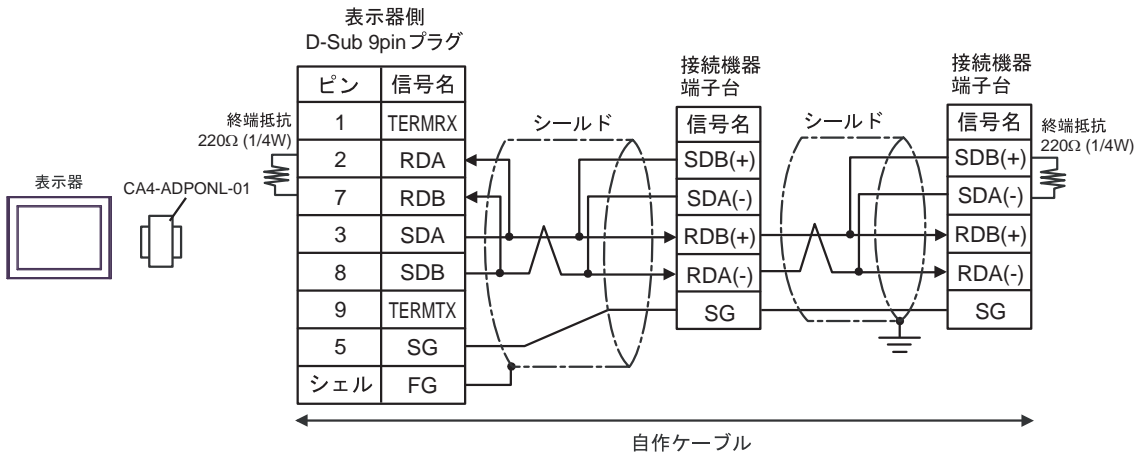 表示器側
D-Sub 9pinプラグ
ピン 信号名
1 TERMRX
2 RDA
7 RDB
3 SDA
8 SDB
9 TERMTX
5 SG
シェル FG
終端抵抗
220Ω (1/4W)
表示器
CA4-ADPONL-01
シールド
接続機器
端子台
信号名
SDB(+)
SDA(-)
RDB(+)
RDA(-)
SG
シールド
接続機器
端子台
信号名
SDB(+)
SDA(-)
RDB(+)
RDA(-)
SG
終端抵抗
220Ω (1/4W)
自作ケーブル